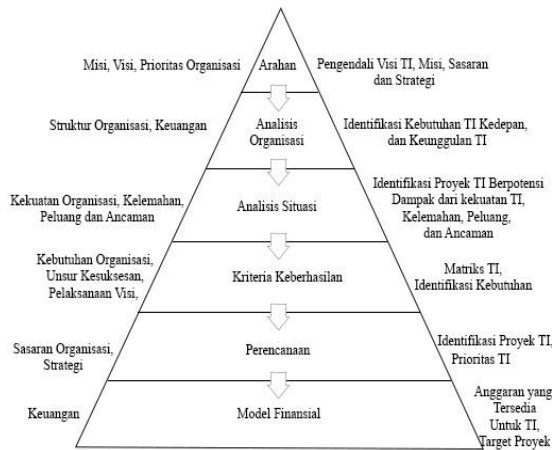 Misi, Visi, Prioritas Organisasi
Arahan
Pengendali Visi TI, Misi, Sasaran
dan Strategi
Struktur Organisasi, Keuangan
Analisis
Organisasi
Identifikasi Kebutuhan TI Kedepan,
dan Keunggulan TI
Kekuatan Organisasi, Kelemahan,
Peluang dan Ancaman
Analisis Situasi
Identifikasi Proyek TI Berpotensi
Dampak dari kekuatan TI,
Kelemahan, Peluang,
dan Ancaman
Kebutuhan Organisasi,
Unsur Kesuksesan,
Pelaksanaan Visi,
Kriteria Keberhasilan
Matriks TI,
Identifikasi Kebutuhan
Sasaran Organisasi,
Strategi
Perencanaan
Identifikasi Proyek TI,
Prioritas TI
Keuangan
Model Finansial
Anggaran yang
Tersedia
Untuk TI,
Target Proyek